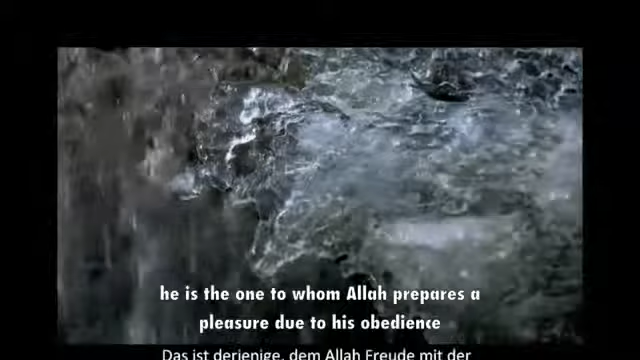 he is the one to whom Allah prepares a
pleasure due to his obedience
Das ist derjenige, dem Allah Freude mit der